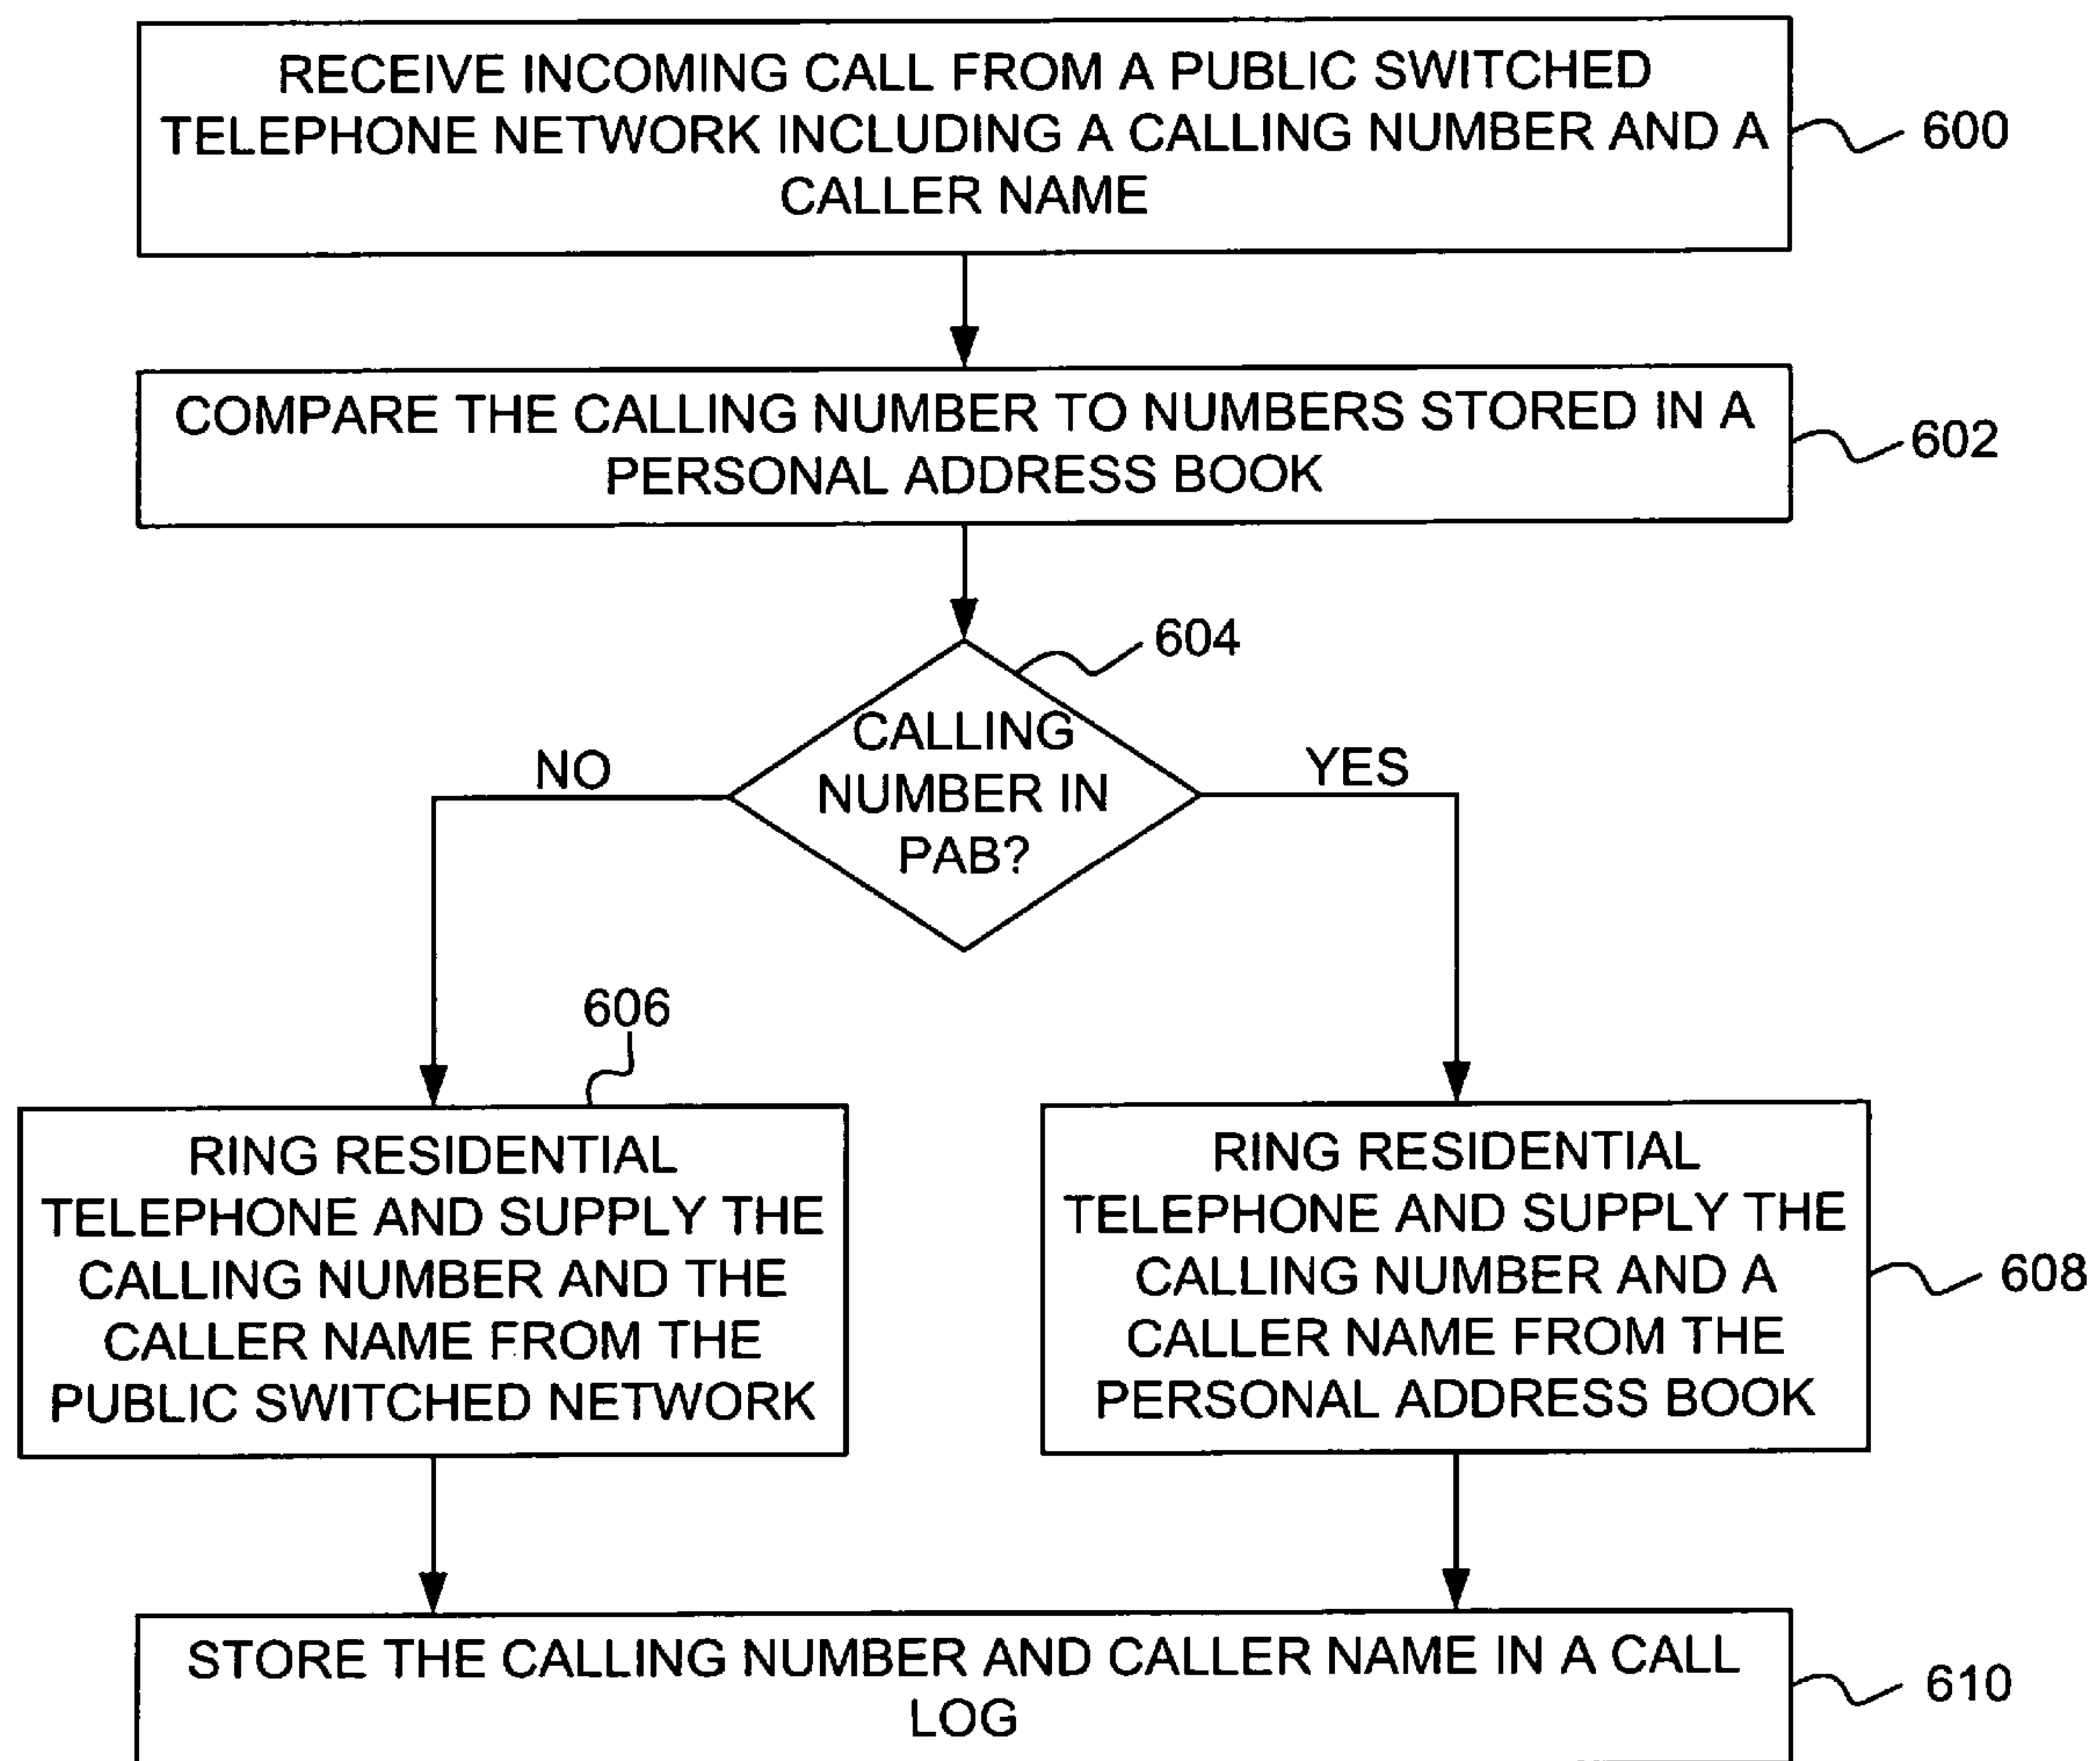 RECEIVE INCOMING CALL FROM A PUBLIC SWITCHED
TELEPHONE NETWORK INCLUDING A CALLING NUMBER AND A
CALLER NAME
600
COMPARE THE CALLING NUMBER TO NUMBERS STORED IN A
PERSONAL ADDRESS BOOK
602
604
CALLING
NUMBER IN
PAB?
NO
YES
606
RING RESIDENTIAL
TELEPHONE AND SUPPLY THE
CALLING NUMBER AND THE
CALLER NAME FROM THE
PUBLIC SWITCHED NETWORK
RING RESIDENTIAL
TELEPHONE AND SUPPLY THE
CALLING NUMBER AND A
CALLER NAME FROM THE
PERSONAL ADDRESS BOOK
608
STORE THE CALLING NUMBER AND CALLER NAME IN A CALL
LOG
610